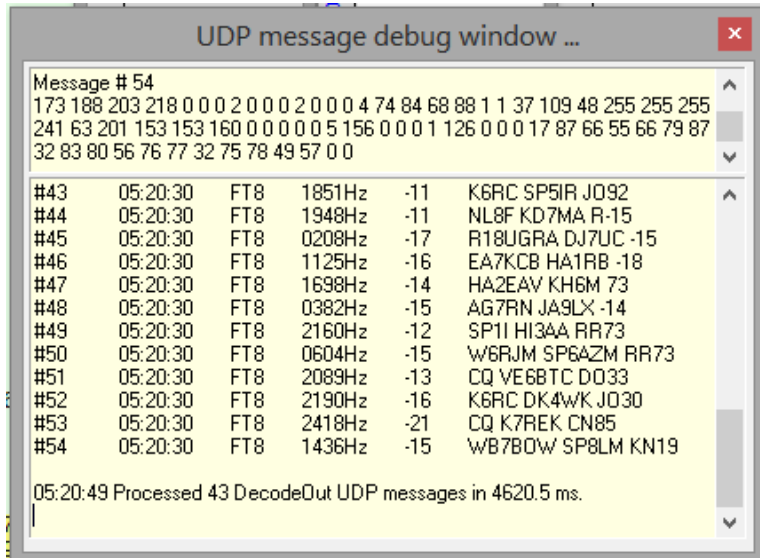 UDP message debug window ...
Message # 54
173 188 203 218 0 0 0 2 0 0 0 2 0 0 0 4 74 84 68 88 1 1 37 109 48 255 255 255
241 63 201 153 153 160 0 0 0 0 0 5 156 0 0 0 1 126 0 0 0 17 87 66 55 66 79 87
32 83 80 56 76 77 32 75 78 49 57 0 0
#43 05:20:30 FT8 1851Hz -11 K6RC SP5IR JO92
#44 05:20:30 FT8 1948Hz -11 NL8F KD7MA R-15
#45 05:20:30 FT8 0208Hz -17 R18UGRA DJ7UC -15
#46 05:20:30 FT8 1125Hz -16 EA7KCB HA1RB -18
#47 05:20:30 FT8 1698Hz -14 HA2EAV KH6M 73
#48 05:20:30 FT8 0382Hz -15 AG7RN JA9LX -14
#49 05:20:30 FT8 2160Hz -12 SP1I HI3AA RR73
#50 05:20:30 FT8 0604Hz -15 W6RJM SP6AZM RR73
#51 05:20:30 FT8 2089Hz -13 CQ VE6BTC DO33
#52 05:20:30 FT8 2190Hz -16 K6RC DK4WK JO30
#53 05:20:30 FT8 2418Hz -21 CQ K7REK CN85
#54 05:20:30 FT8 1436Hz -15 WB7BOW SP8LM KN19
05:20:49 Processed 43 DecodeOut UDP messages in 4620.5 ms.